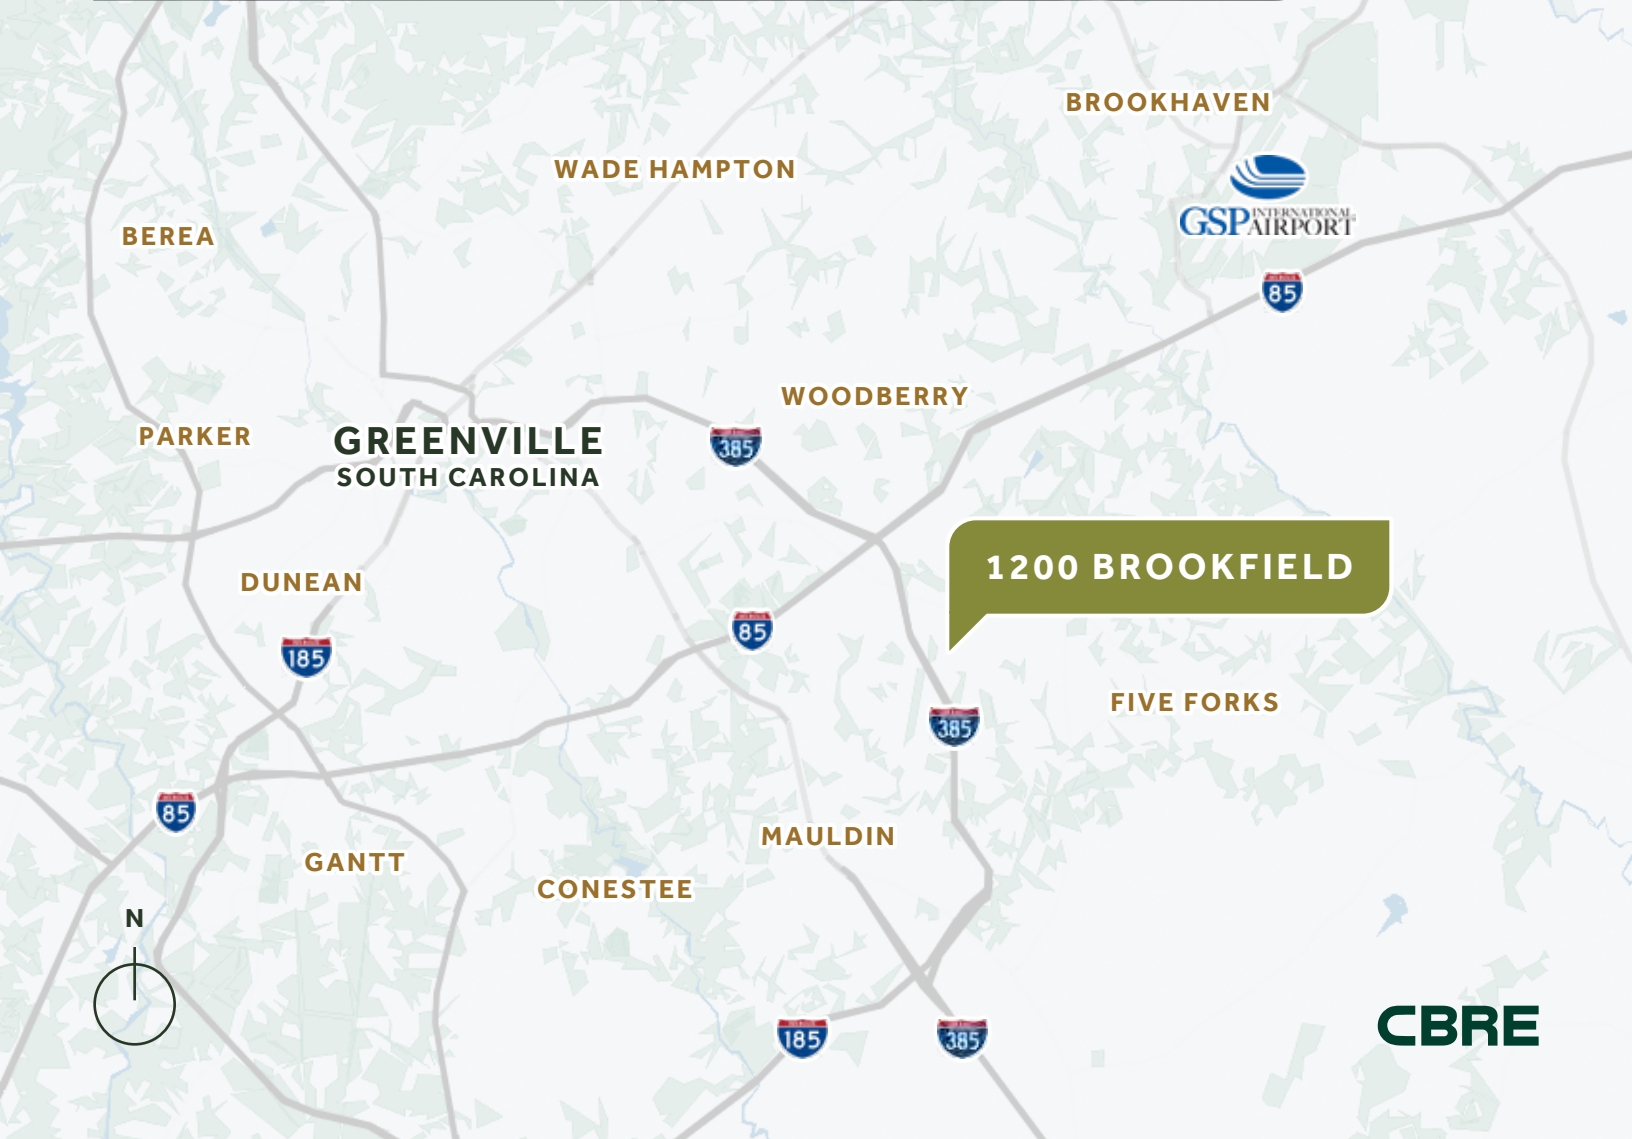 BROOKHAVEN
WADE HAMPTON
GSP INTERNATIONAL AIRPORT
BEREA
85
WOODBERRY
PARKER
GREENVILLE
SOUTH CAROLINA
385
1200 BROOKFIELD
DUNEAN
85
185
FIVE FORKS
385
85
MAULDIN
GANTT
CONESTEE
N
CBRE
185
385